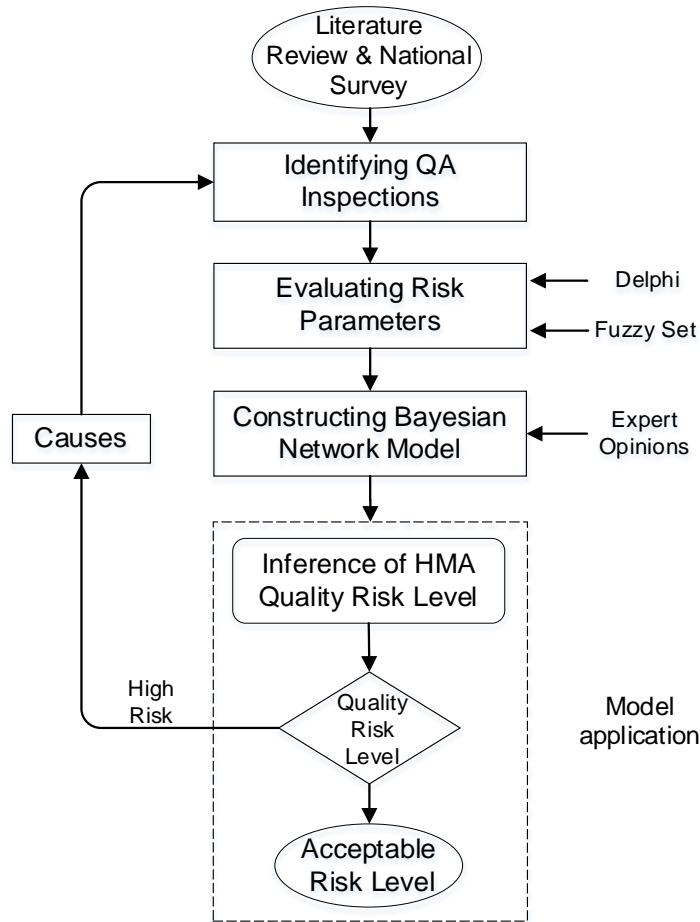 Literature
Review & National
Survey
Identifying QA
Inspections
Evaluating Risk
Parameters
Delphi
Fuzzy Set
Constructing Bayesian
Network Model
Expert
Opinions
Causes
Inference of HMA
Quality Risk Level
High
Risk
Quality
Risk
Level
Model
application
Acceptable
Risk Level